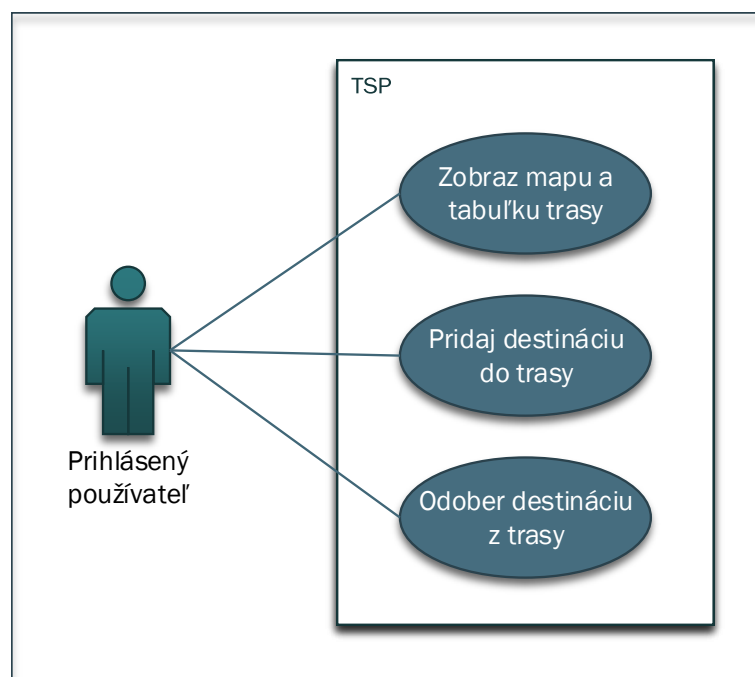 TSP
Zobraz mapu a
tabuľku trasy
Pridaj destináciu
do trasy
Prihlásený
používateľ
Odober destináciu
z trasy